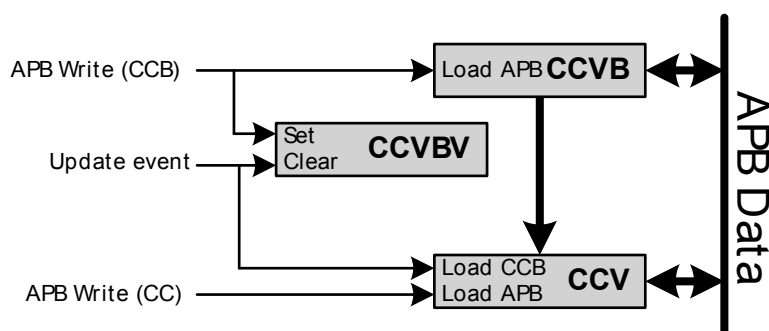 APB Write (CCB)
Load APB CCVB
Set
Clear
CCVBV
Update event
Load CCB
Load APB
CCV
APB Write (CC)
APB Data